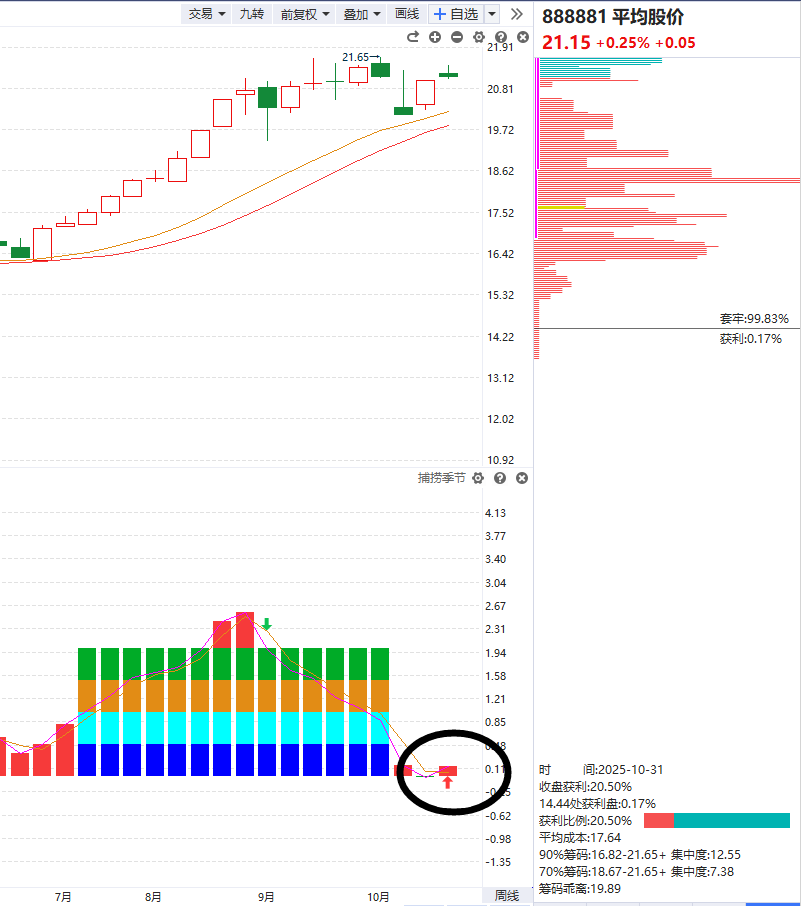 交易 九转 前复权 叠加 画线 自选
888881 平均股价
21.15 +0.25% +0.05
21.65
21.91
20.81
19.72
18.62
17.52
16.42
15.32
14.22
13.12
12.02
10.92
套牢:99.83%
获利:0.17%
捕捞季节
4.13
3.77
3.40
3.04
2.67
2.31
1.94
1.58
1.21
0.85
0.11
-0.62
-0.98
-1.35
7月 8月 9月 10月 周线
时 间:2025-10-31
收盘获利:20.50%
14.44处获利盘:0.17%
获利比例:20.50%
平均成本:17.64
90%筹码:16.82-21.65+ 集中度:12.55
70%筹码:18.67-21.65+ 集中度:7.38
筹码乖离:19.89